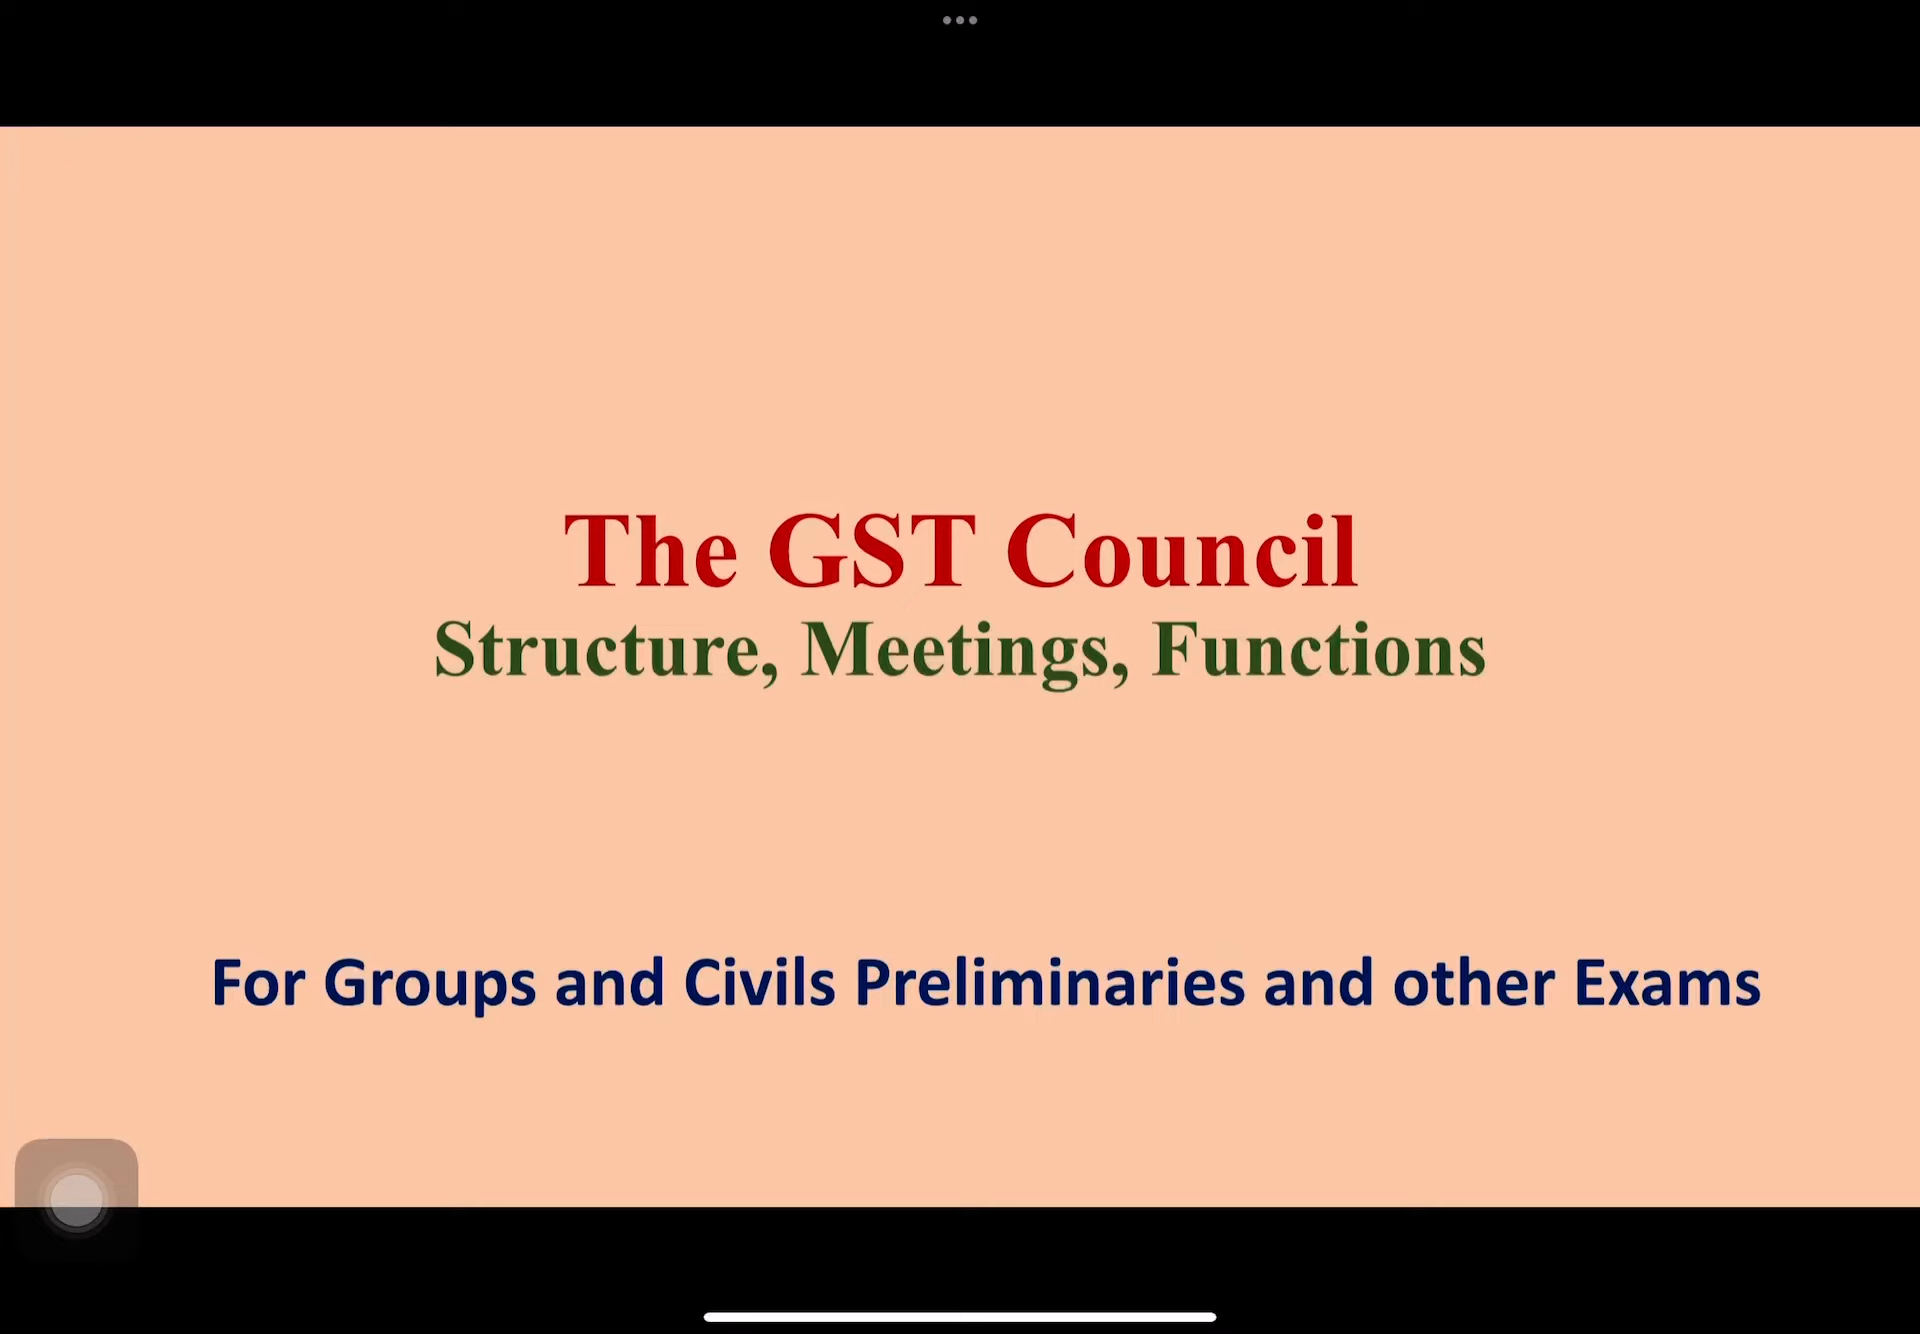 The GST Council
Structure, Meetings, Functions
For Groups and Civils Preliminaries and other Exams